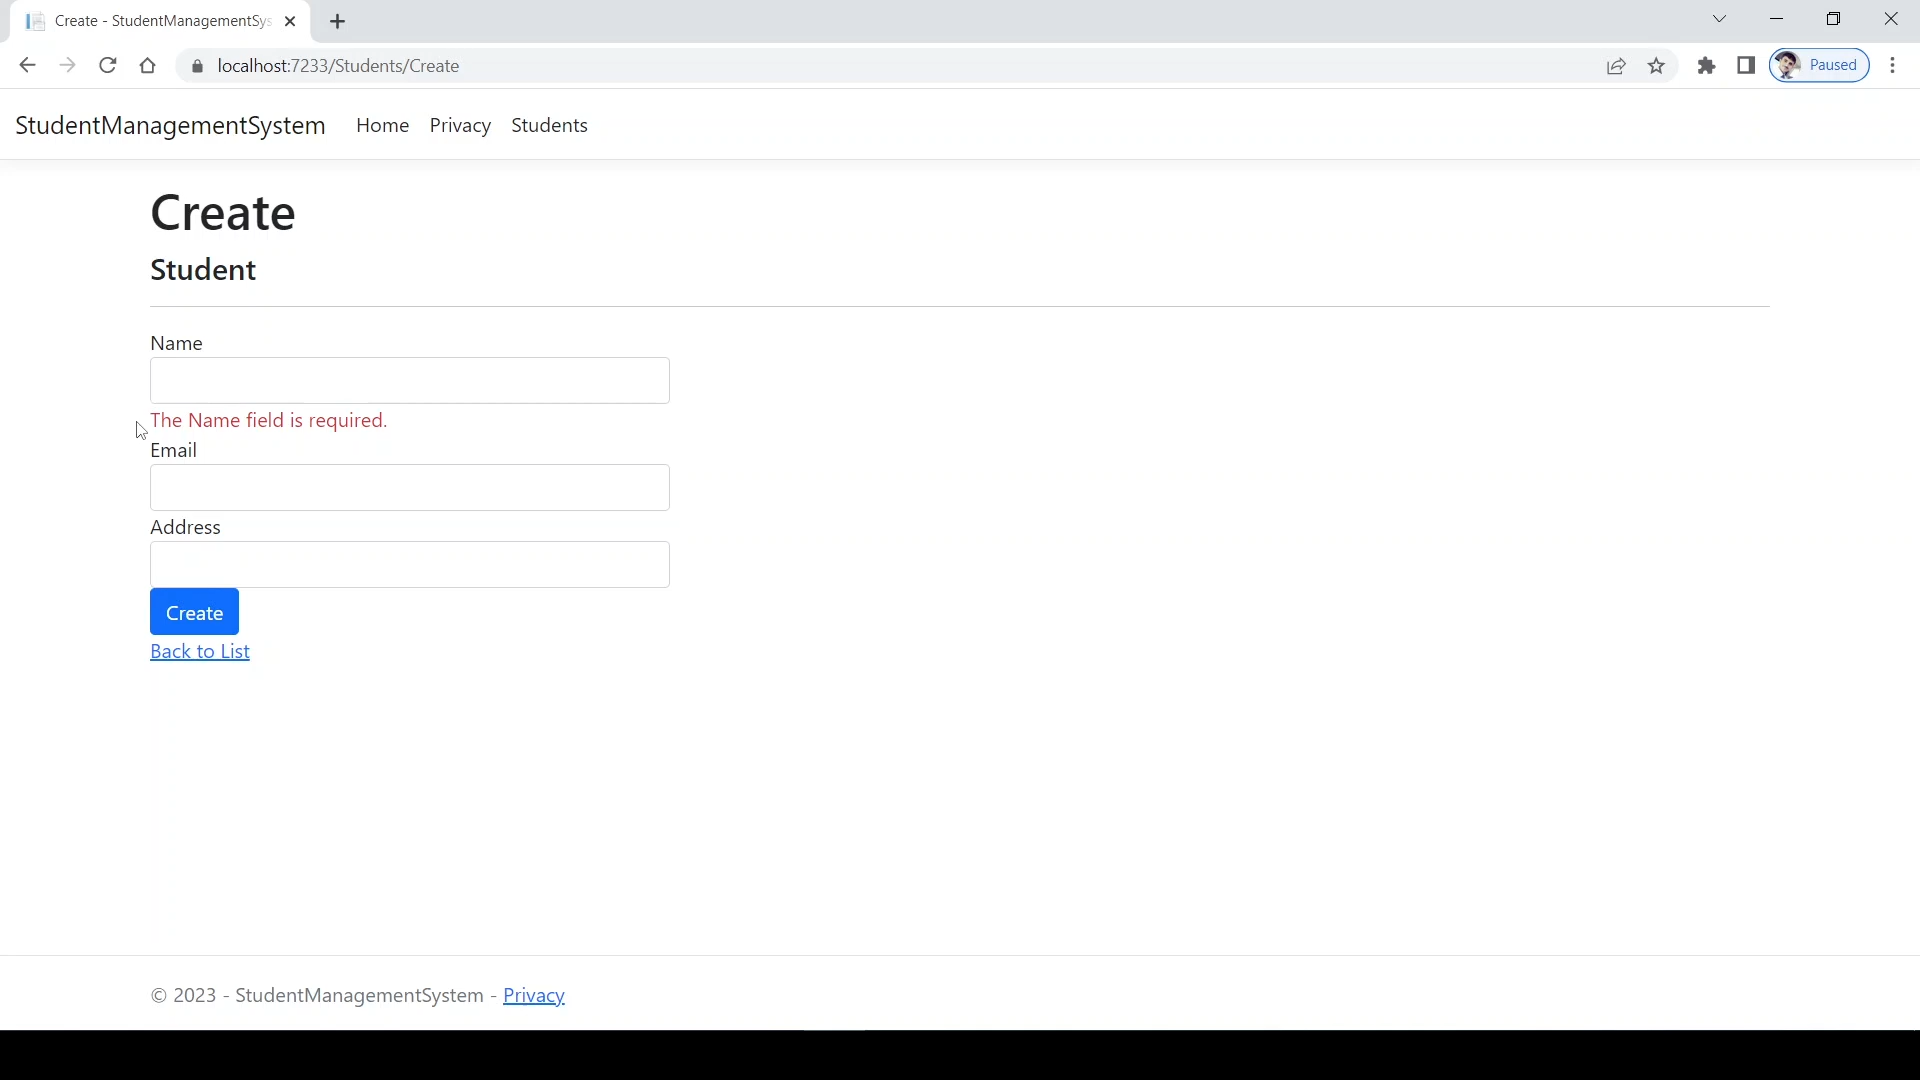 Create - StudentManagementSys
localhost:7233/Students/Create
Paused
StudentManagementSystem Home Privacy Students
Create
Student
Name
The Name field is required.
Email
Address
Create
Back to List
© 2023 - StudentManagementSystem - Privacy